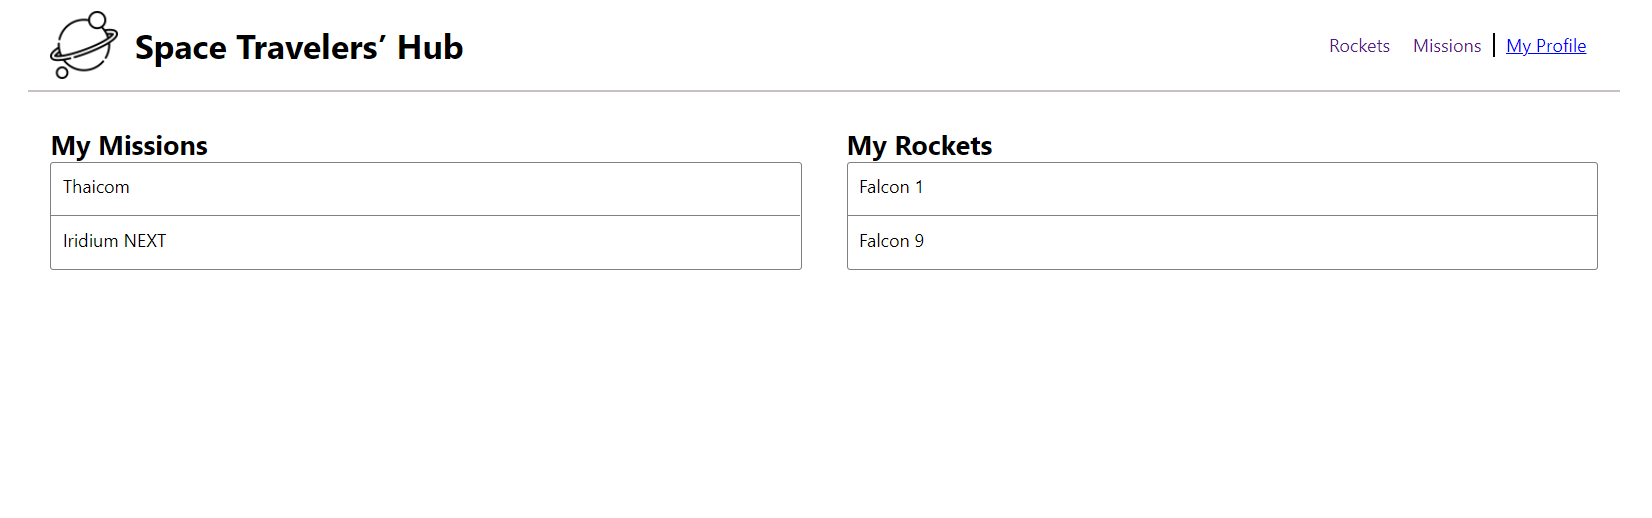 Space Travelers’ Hub
Rockets Missions My Profile
My Missions
Thaicom
Iridium NEXT
My Rockets
Falcon 1
Falcon 9